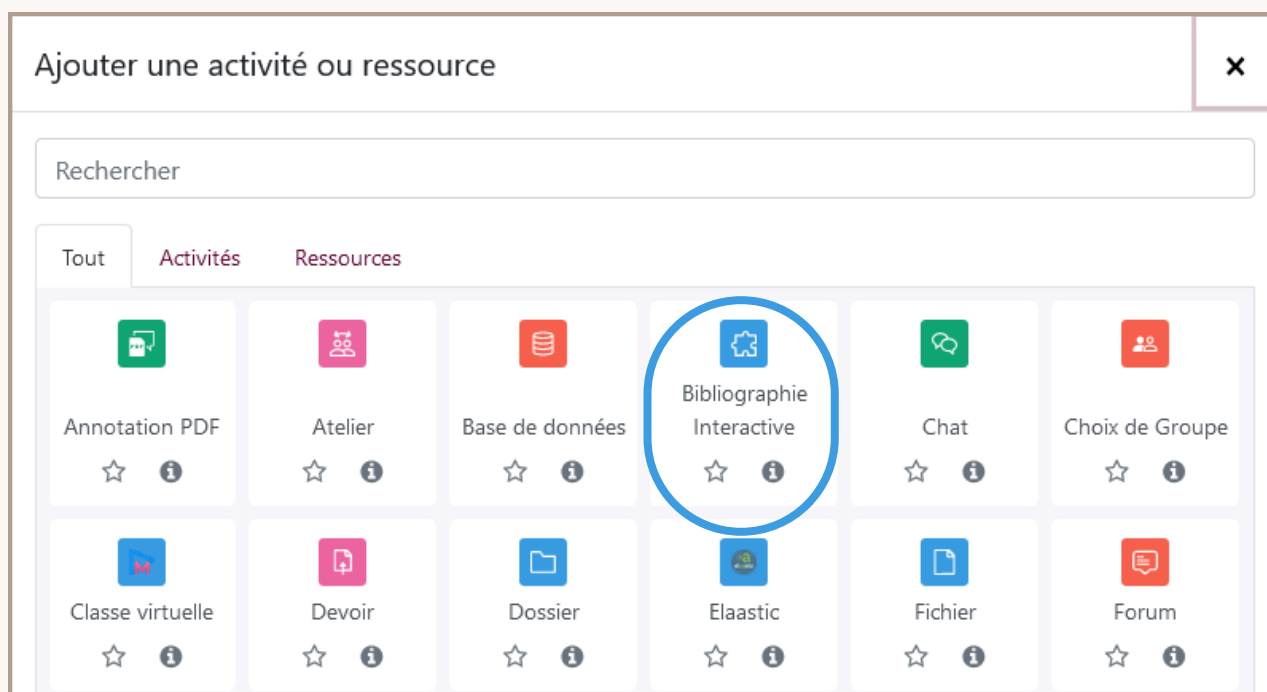 Ajouter une activité ou ressource
Rechercher
Tout Activités Ressources
Bibliographie
Annotation PDF Atelier Base de données Interactive Chat Choix de Groupe
Classe virtuelle Devoir Dossier Elaastic Fichier Forum